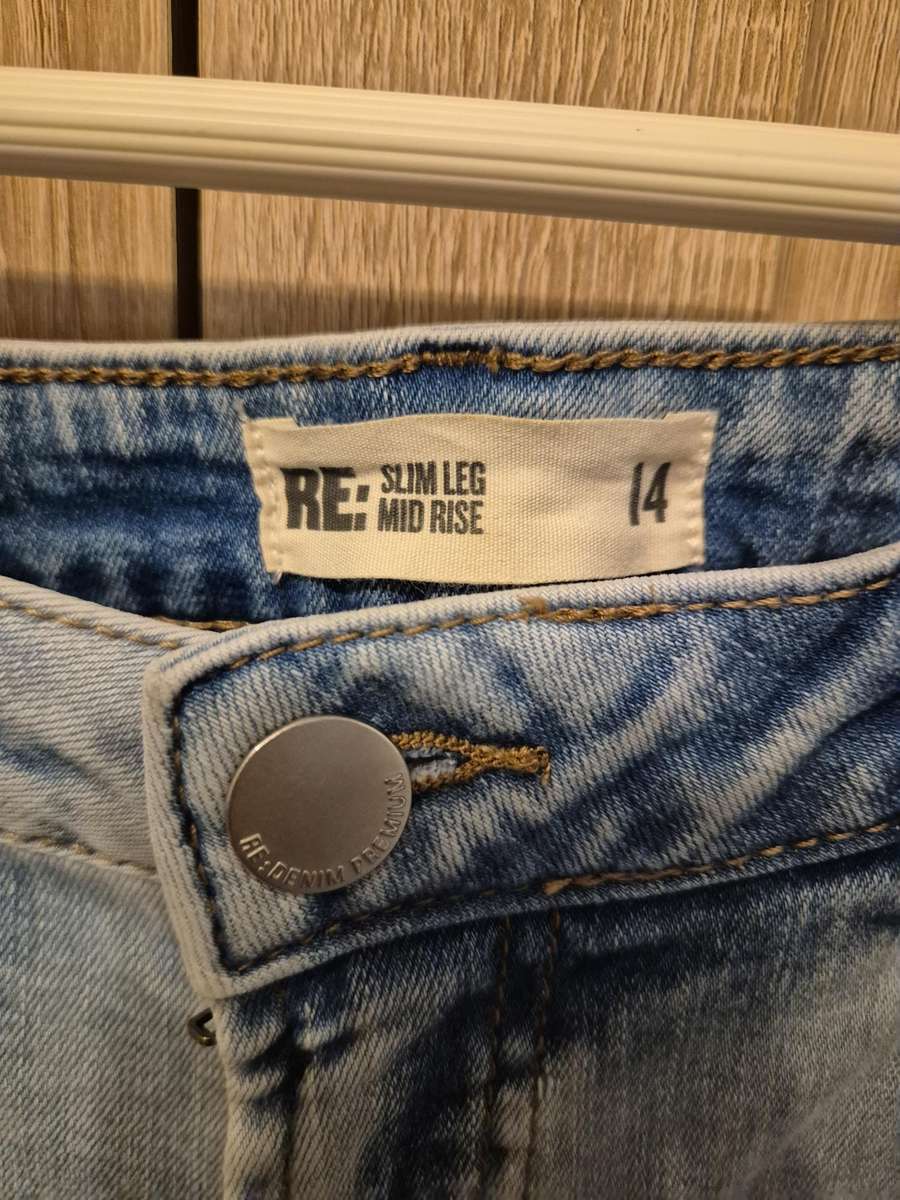 RE: SLIM LEG
MID RISE
14
RE:DENIM PREMIUM